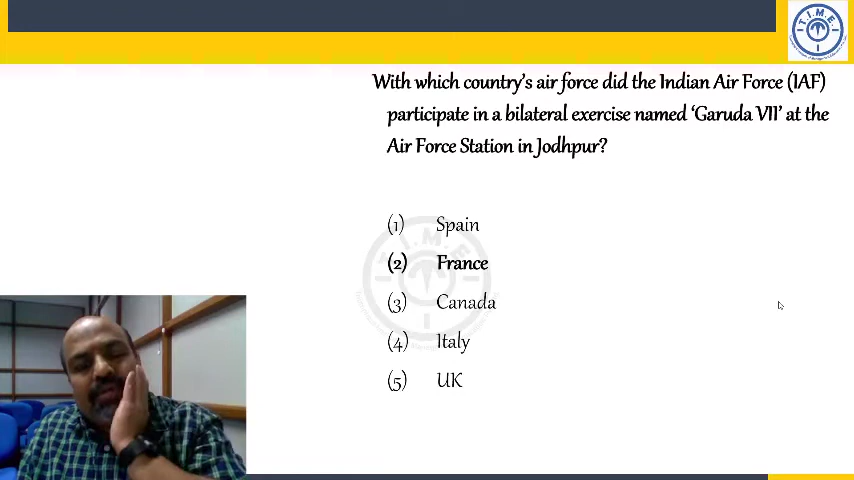 T.I.M.E.
With which country's air force did the Indian Air Force (IAF)
participate in a bilateral exercise named 'Garuda VII' at the
Air Force Station in Jodhpur?
(1) Spain
(2) France
(3) Canada
(4) Italy
(5) UK